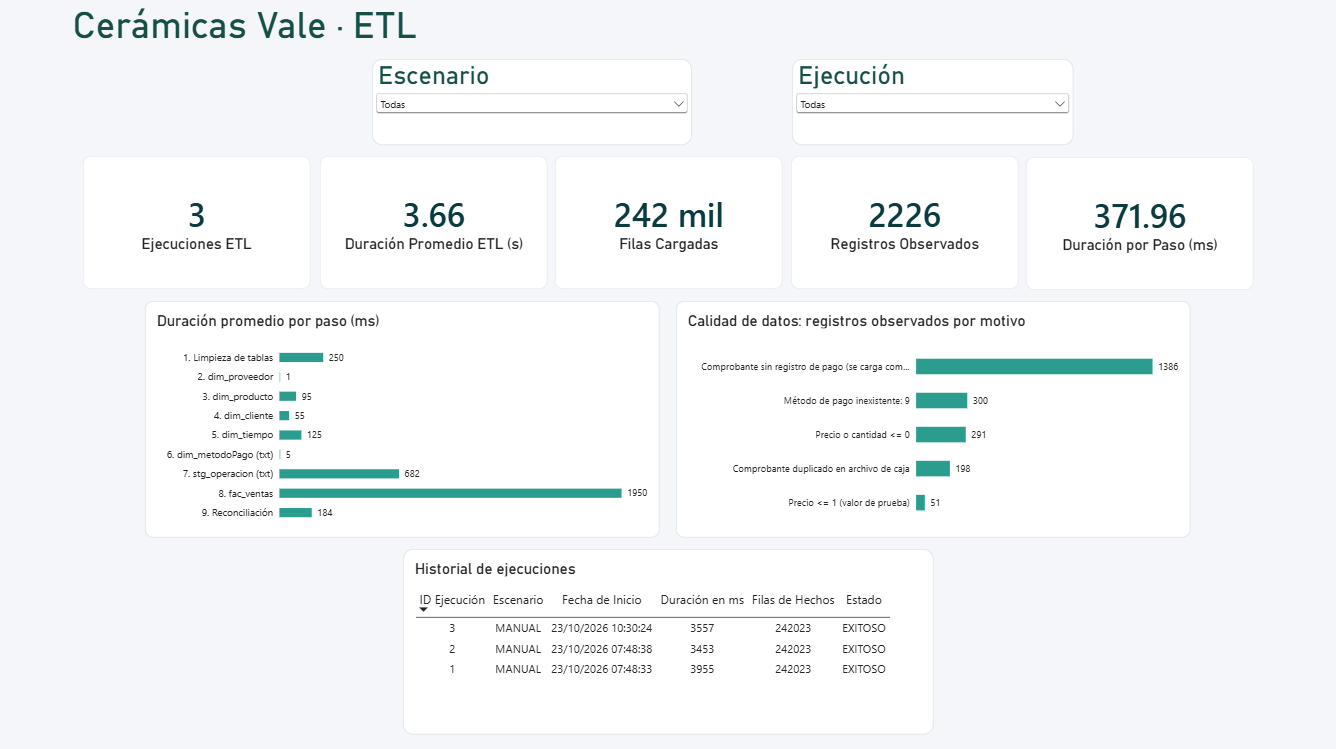 Cerámicas Vale · ETL
Escenario
Todas
Ejecución
Todas
3
Ejecuciones ETL
3.66
Duración Promedio ETL (s)
242 mil
Filas Cargadas
2226
Registros Observados
371.96
Duración por Paso (ms)
Duración promedio por paso (ms)
1. Limpieza de tablas 250
2. dim_proveedor 1
3. dim_producto 95
4. dim_cliente 55
5. dim_tiempo 125
6. dim_metodoPago (txt) 5
7. stg_operacion (txt) 682
8. fac_ventas 1950
9. Reconciliación 184
Calidad de datos: registros observados por motivo
Comprobante sin registro de pago (se carga com... 1386
Método de pago inexistente: 9 300
Precio o cantidad <= 0 291
Comprobante duplicado en archivo de caja 198
Precio <= 1 (valor de prueba) 51
Historial de ejecuciones
ID Ejecución Escenario Fecha de Inicio Duración en ms Filas de Hechos Estado
3 MANUAL 23/10/2026 10:30:24 3557 242023 EXITOSO
2 MANUAL 23/10/2026 07:48:38 3453 242023 EXITOSO
1 MANUAL 23/10/2026 07:48:33 3955 242023 EXITOSO